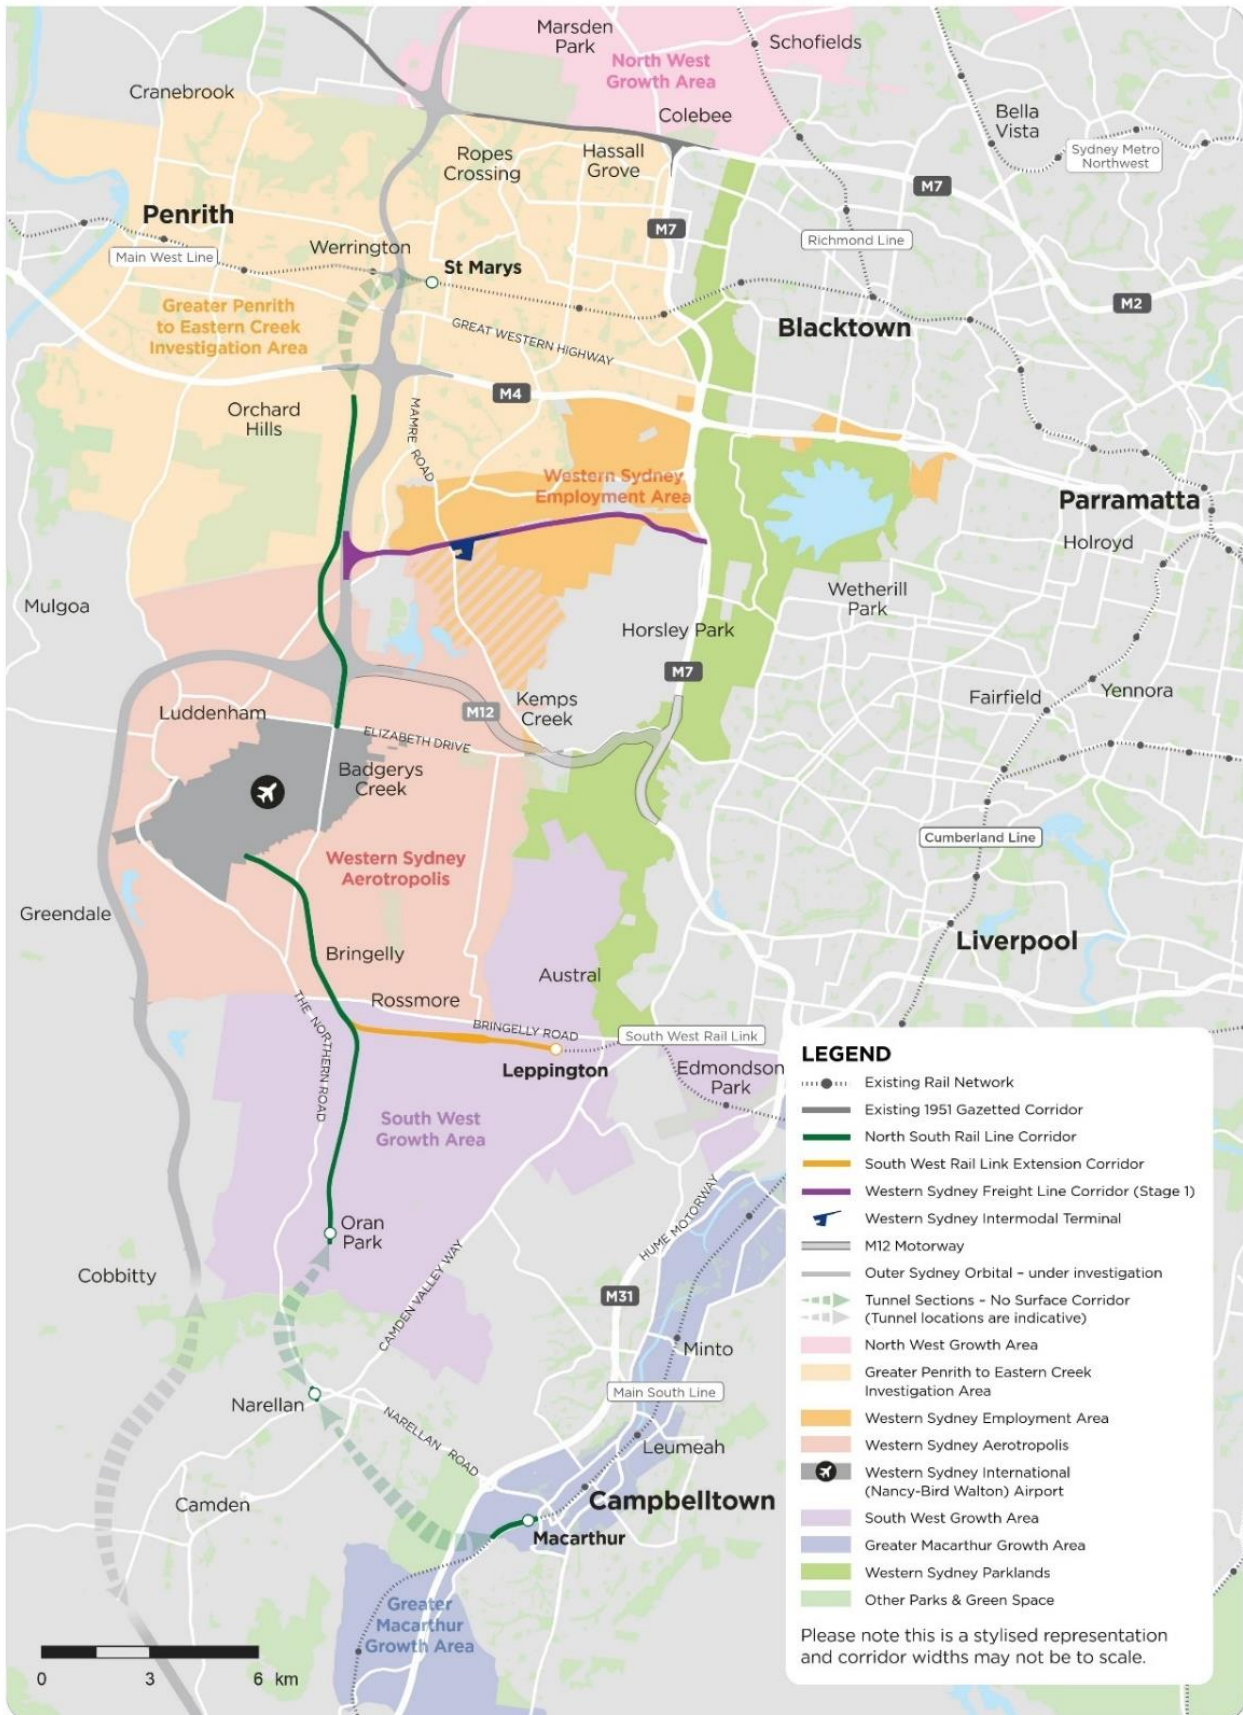 Marsden
Park
Schofields
North West
Growth Area
Cranebrook
Colebee
Bella
Vista
Ropes
Crossing
Hassall
Grove
Sydney Metro
Northwest
M7
Penrith
M7
Richmond Line
Werrington
Main West Line
St Marys
Greater Penrith
to Eastern Creek
Investigation Area
M2
GREAT WESTERN HIGHWAY
Blacktown
M4
Orchard
Hills
MAMRE ROAD
Western Sydney
Employment Area
Parramatta
Holroyd
Mulgoa
Wetherill
Park
Horsley Park
M7
Kemps
Creek
Fairfield
Yennora
Luddenham
M12
ELIZABETH DRIVE
Badgerys
Creek
Cumberland Line
Western Sydney
Aerotropolis
Greendale
Liverpool
Bringelly
Austral
Rossmore
THE NORTHERN ROAD
BRINGELLY ROAD
South West Rail Link
Leppington
Edmondson
Park
South West
Growth Area
Oran
Park
HUME MOTORWAY
Cobbitty
CAMDEN VALLEY WAY
M31
Minto
Main South Line
Narellan
NARELLAN ROAD
Leumeah
Camden
Campbelltown
Macarthur
Greater
Macarthur
Growth Area
0 3 6 km
LEGEND
Existing Rail Network
Existing 1951 Gazetted Corridor
North South Rail Line Corridor
South West Rail Link Extension Corridor
Western Sydney Freight Line Corridor (Stage 1)
Western Sydney Intermodal Terminal
M12 Motorway
Outer Sydney Orbital – under investigation
Tunnel Sections – No Surface Corridor
(Tunnel locations are indicative)
North West Growth Area
Greater Penrith to Eastern Creek
Investigation Area
Western Sydney Employment Area
Western Sydney Aerotropolis
Western Sydney International
(Nancy-Bird Walton) Airport
South West Growth Area
Greater Macarthur Growth Area
Western Sydney Parklands
Other Parks & Green Space
Please note this is a stylised representation
and corridor widths may not be to scale.